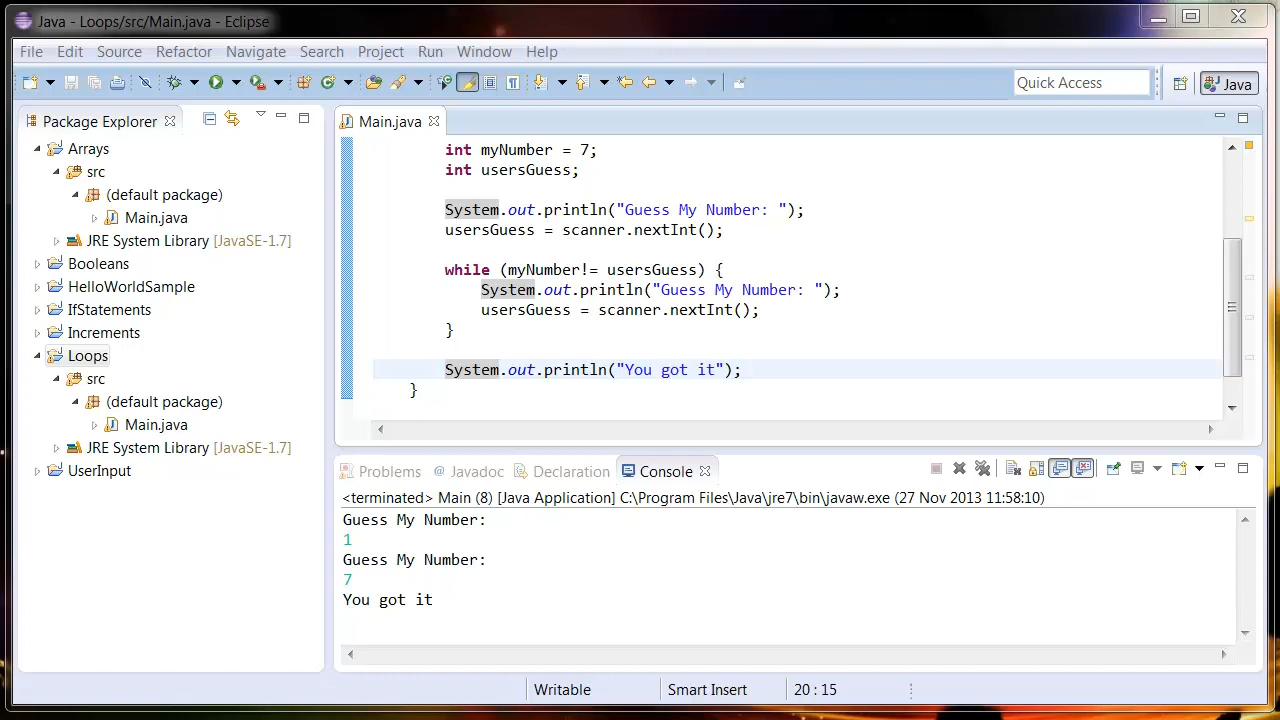 Java - Loops/src/Main.java - Eclipse
File Edit Source Refactor Navigate Search Project Run Window Help
Quick Access
Java
Package Explorer
Arrays
src
(default package)
Main.java
JRE System Library [JavaSE-1.7]
Booleans
HelloWorldSample
IfStatements
Increments
Loops
src
(default package)
Main.java
JRE System Library [JavaSE-1.7]
UserInput
Main.java
int myNumber = 7;
int usersGuess;
System.out.println("Guess My Number: ");
usersGuess = scanner.nextInt();
while (myNumber!= usersGuess) {
System.out.println("Guess My Number: ");
usersGuess = scanner.nextInt();
}
System.out.println("You got it");
}
Problems @ Javadoc Declaration Console
<terminated> Main (8) [Java Application] C:\Program Files\Java\jre7\bin\javaw.exe (27 Nov 2013 11:58:10)
Guess My Number:
1
Guess My Number:
7
You got it
Writable Smart Insert 20 : 15